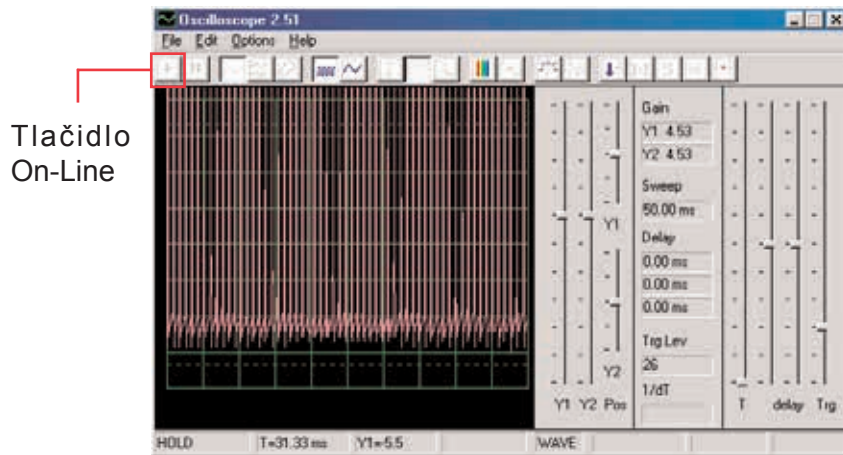 Oscilloscope 2.51
File Edit Options Help
Tlačidlo
On-Line
Gain
Y1 4.53
Y2 4.53
Sweep
50.00 ms
Delay
0.00 ms
0.00 ms
0.00 ms
Trg Lev
26
1/dT
Y1
Y2
Y1 Y2 Pos
T delay Trg
HOLD T=31.33 ms Y1=-5.5 WAVE